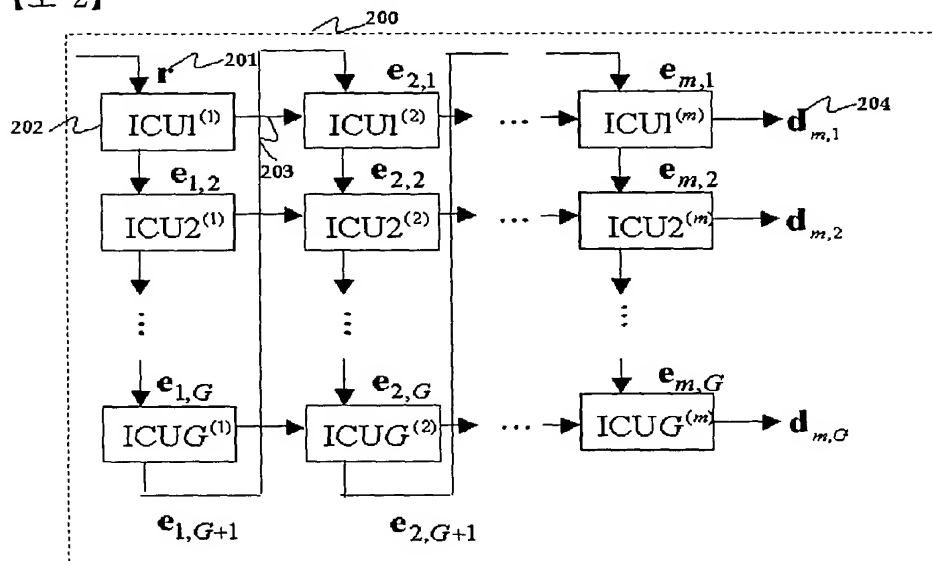 【도 2】
200
r 201 e2,1 ... em,1
202 ICU1(1) ICU1(2) ... ICU1(m) 204 dm,1
203
e1,2 e2,2 em,2
ICU2(1) ICU2(2) ... ICU2(m) dm,2
⋮ ⋮ ⋮
e1,G e2,G em,G
ICUG(1) ICUG(2) ... ICUG(m) dm,G
e1,G+1 e2,G+1